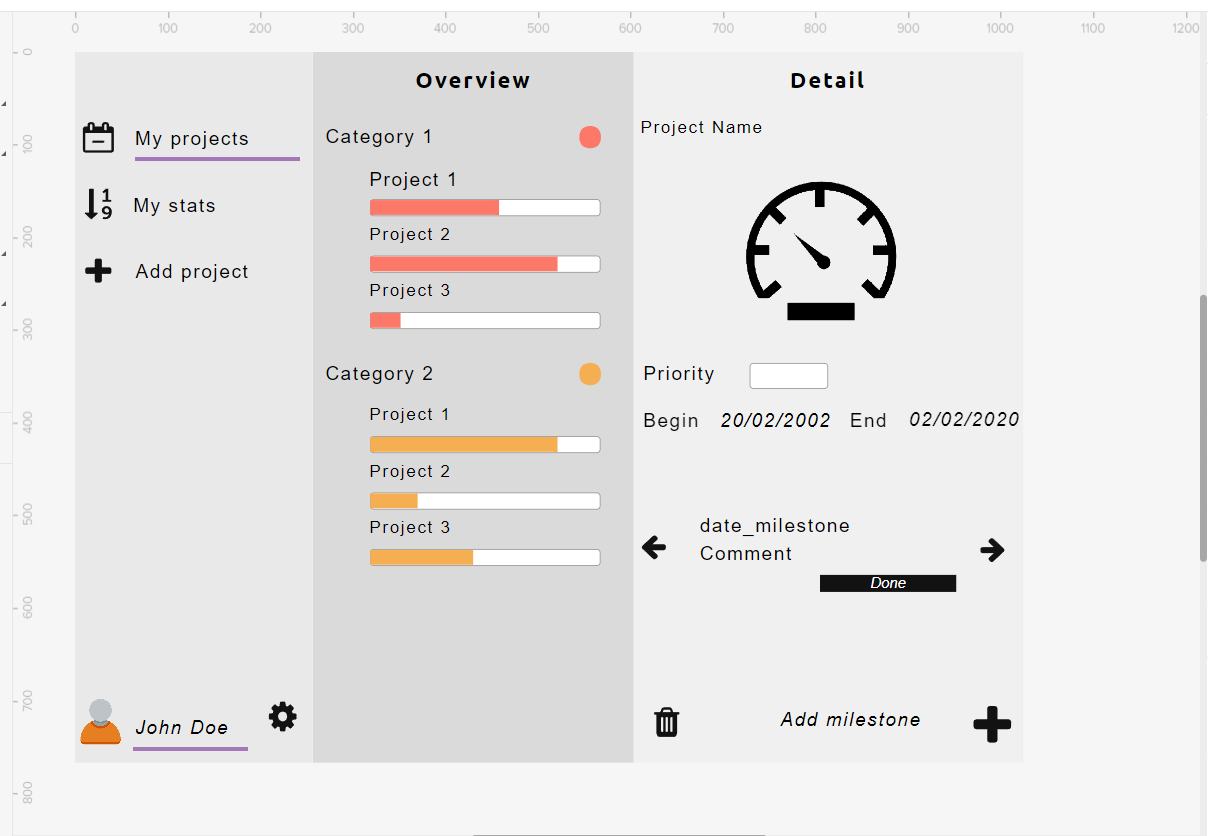 0 100 200 300 400 500 600 700 800 900 1000 1100 1200
0
100
200
300
400
500
600
700
800
My projects
1
9
My stats
Add project
John Doe
Overview
Category 1
Project 1
Project 2
Project 3
Category 2
Project 1
Project 2
Project 3
Detail
Project Name
Priority
Begin 20/02/2002 End 02/02/2020
date_milestone
Comment
Done
Add milestone